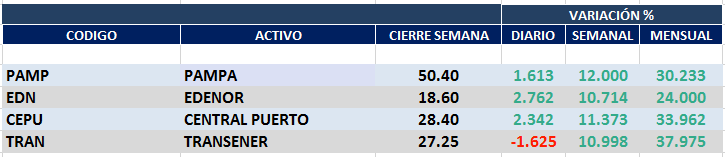 VARIACIÓN %
CODIGO ACTIVO CIERRE SEMANA DIARIO SEMANAL MENSUAL
PAMP PAMPA 50.40 1.613 12.000 30.233
EDN EDENOR 18.60 2.762 10.714 24.000
CEPU CENTRAL PUERTO 28.40 2.342 11.373 33.962
TRAN TRANSENER 27.25 -1.625 10.998 37.975